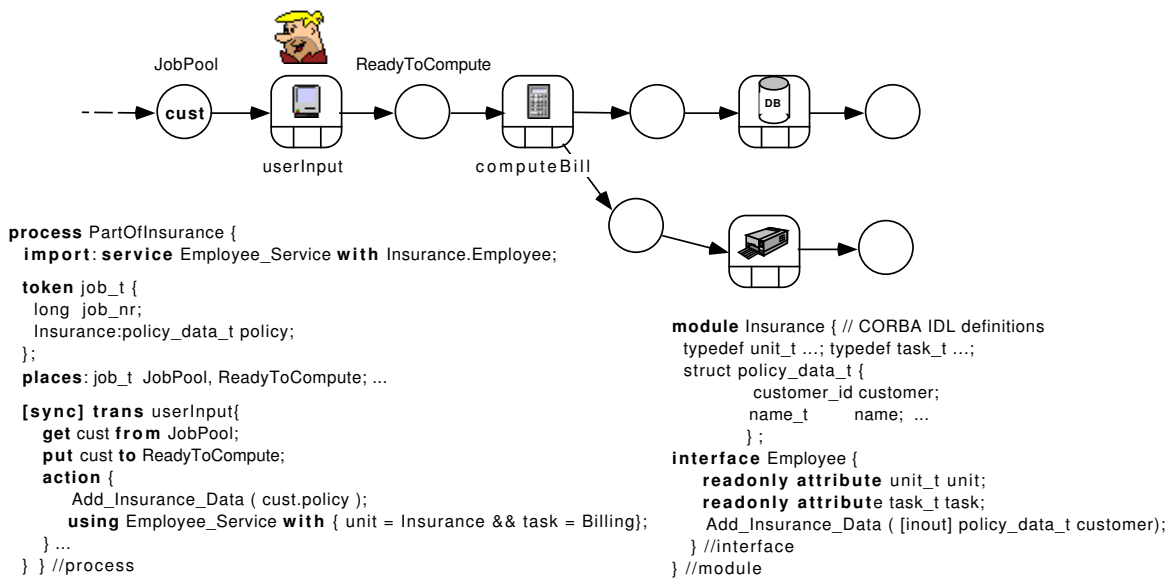 JobPool
ReadyToCompute
cust
DB
userInput
computeBill
process PartOfInsurance {
import: service Employee_Service with Insurance.Employee;
token job_t {
long job_nr;
Insurance:policy_data_t policy;
};
places: job_t JobPool, ReadyToCompute; ...
[sync] trans userInput{
get cust from JobPool;
put cust to ReadyToCompute;
action {
Add_Insurance_Data ( cust.policy );
using Employee_Service with { unit = Insurance && task = Billing};
} ...
} } //process
module Insurance { // CORBA IDL definitions
typedef unit_t ...; typedef task_t ...;
struct policy_data_t {
customer_id customer;
name_t name; ...
} ;
interface Employee {
readonly attribute unit_t unit;
readonly attribute task_t task;
Add_Insurance_Data ( [inout] policy_data_t customer);
} //interface
} //module